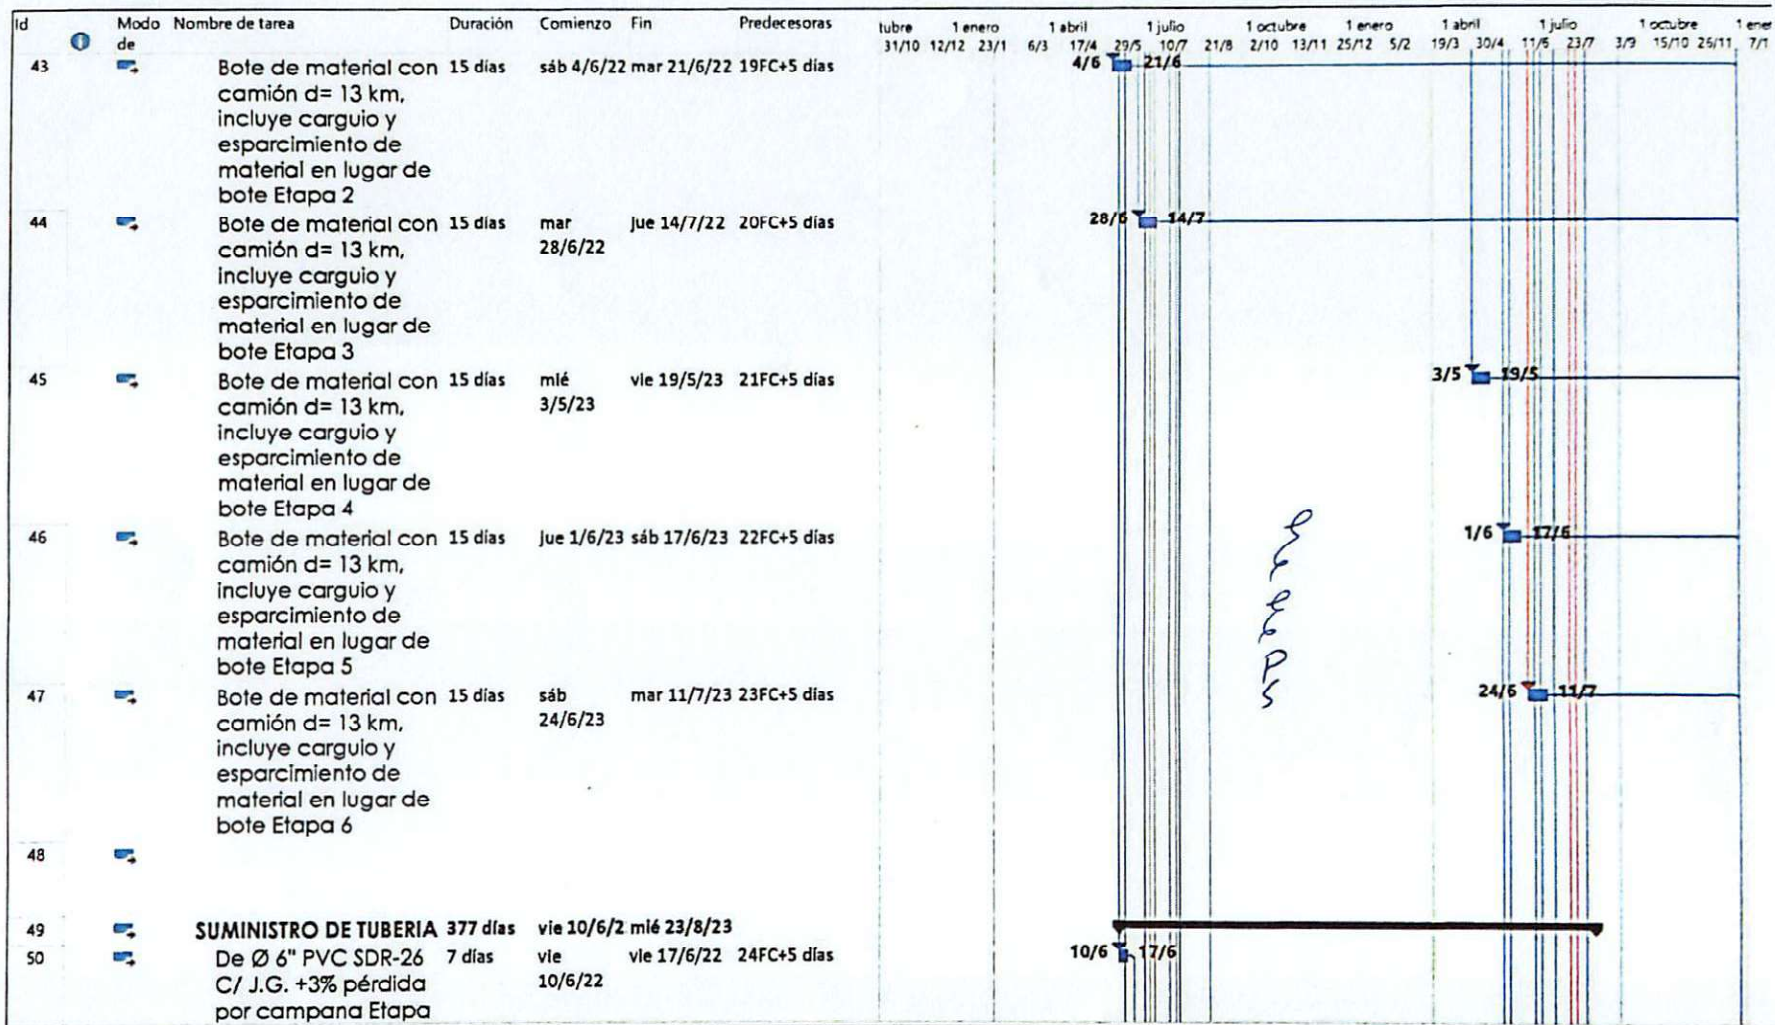 Id Modo de Nombre de tarea Duración Comienzo Fin Predecesoras
tubre 1 enero 1 abril 1 julio 1 octubre 1 enero 1 abril 1 julio 1 octubre 1 ener
31/10 12/12 23/1 6/3 17/4 29/5 10/7 21/8 2/10 13/11 25/12 5/2 19/3 30/4 11/6 23/7 3/9 15/10 26/11 7/1
43 Bote de material con 15 días sáb 4/6/22 mar 21/6/22 19FC+5 días 4/6 21/6
camión d= 13 km,
incluye carguio y
esparcimiento de
material en lugar de
bote Etapa 2
44 Bote de material con 15 días mar jue 14/7/22 20FC+5 días 28/6 14/7
camión d= 13 km, 28/6/22
incluye carguio y
esparcimiento de
material en lugar de
bote Etapa 3
45 Bote de material con 15 días mié vie 19/5/23 21FC+5 días 3/5 19/5
camión d= 13 km, 3/5/23
incluye carguio y
esparcimiento de
material en lugar de
bote Etapa 4
46 Bote de material con 15 días jue 1/6/23 sáb 17/6/23 22FC+5 días 1/6 17/6
camión d= 13 km,
incluye carguio y
esparcimiento de
material en lugar de
bote Etapa 5
47 Bote de material con 15 días sáb mar 11/7/23 23FC+5 días 24/6 11/7
camión d= 13 km, 24/6/23
incluye carguio y
esparcimiento de
material en lugar de
bote Etapa 6
48
49 SUMINISTRO DE TUBERIA 377 días vie 10/6/2 mié 23/8/23
50 De Ø 6" PVC SDR-26 7 días vie vie 17/6/22 24FC+5 días 10/6 17/6
C/ J.G. +3% pérdida 10/6/22
por campana Etapa